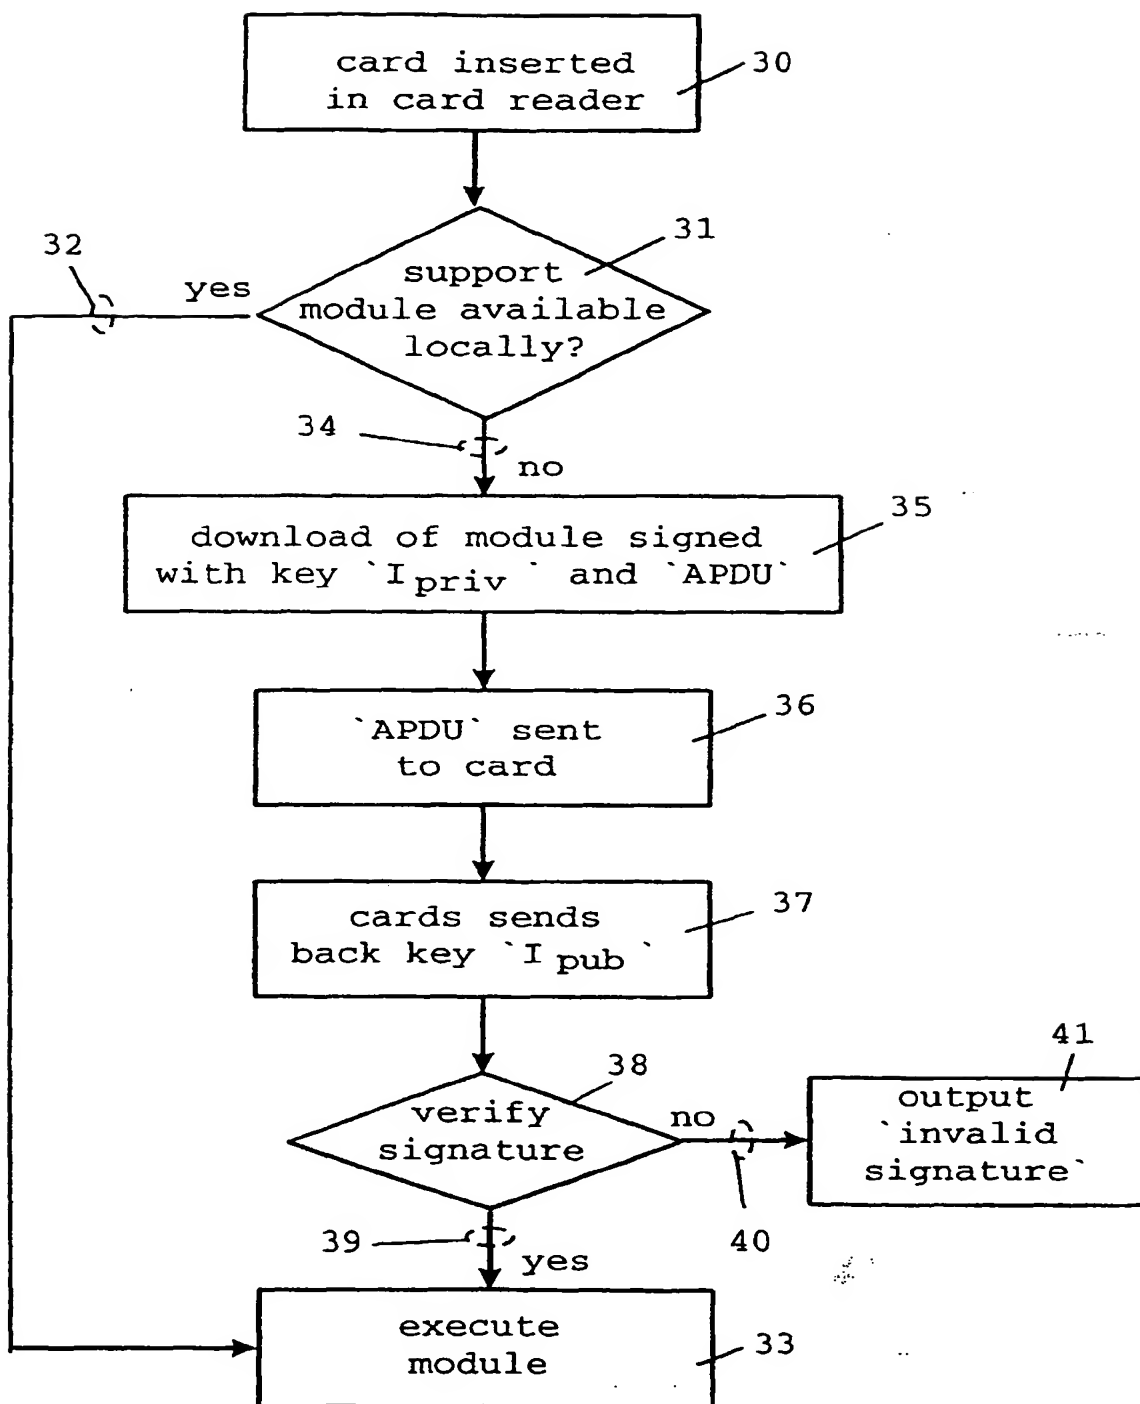 card inserted
in card reader
30
32
31
yes
support
module available
locally?
34
no
35
download of module signed
with key `Ipriv ` and `APDU`
36
`APDU` sent
to card
37
cards sends
back key `Ipub `
38
41
verify
signature
no
output
`invalid
signature`
39
yes
40
execute
module
33